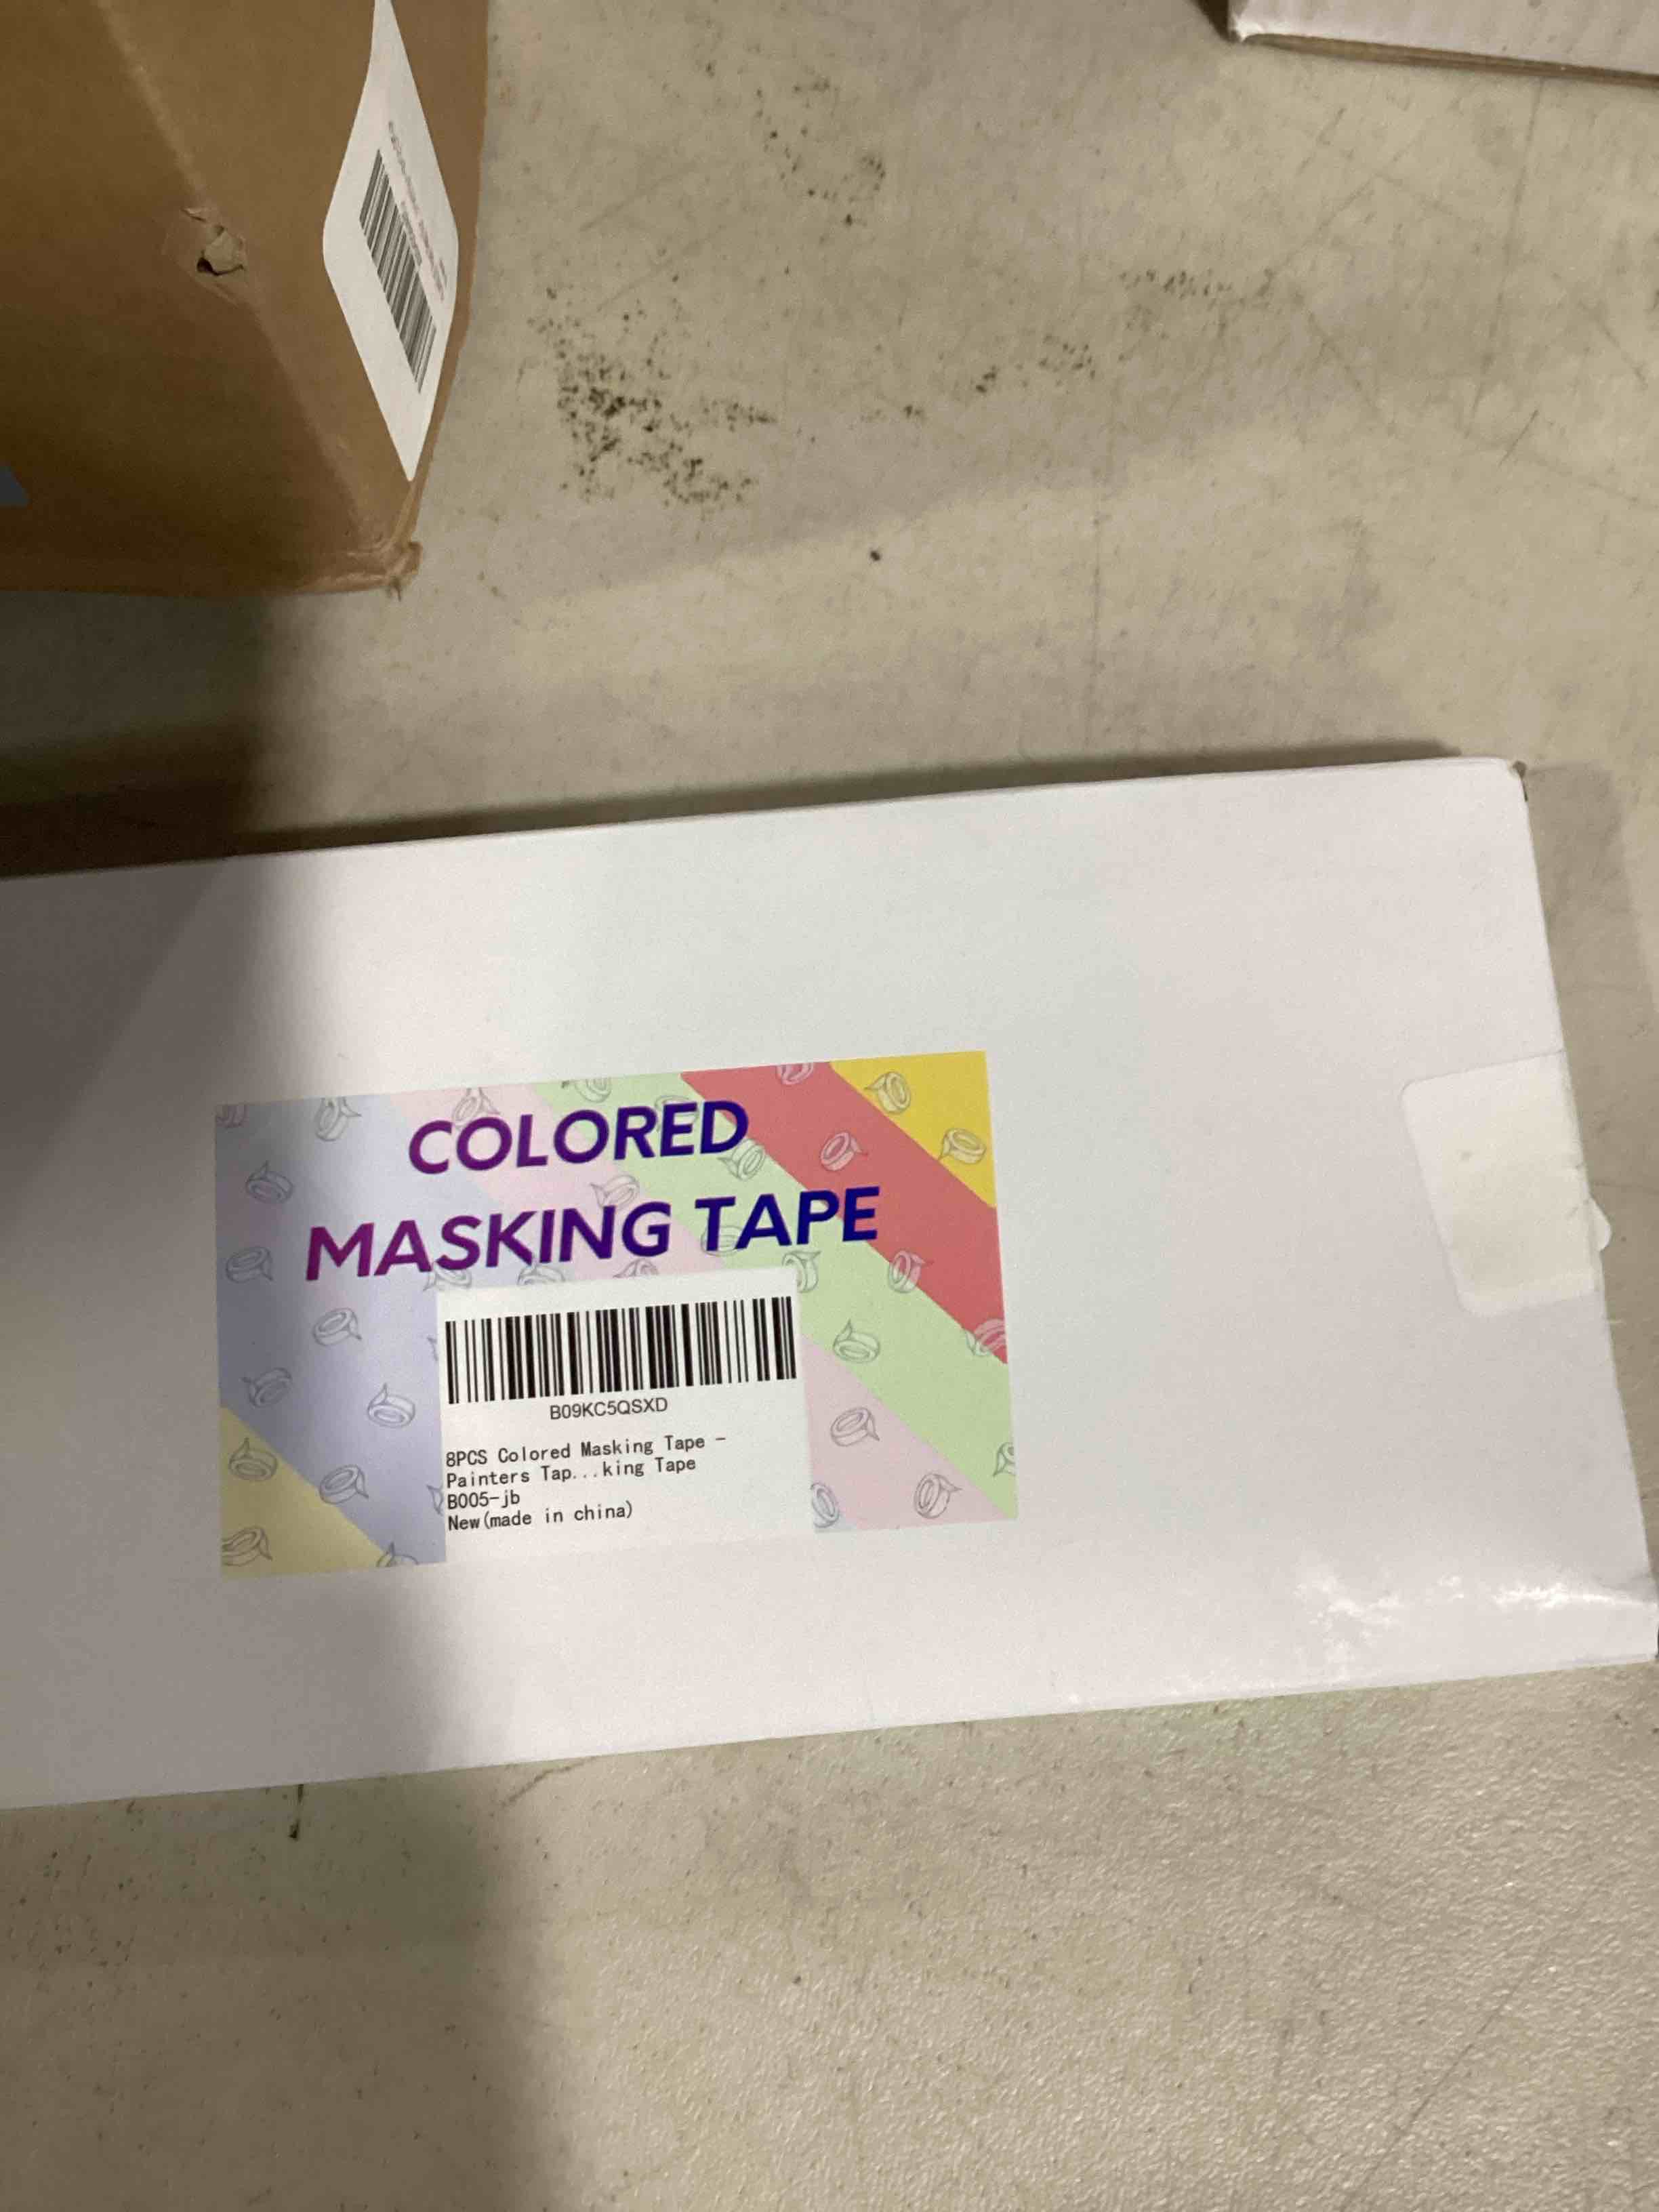 COLORED
MASKING TAPE
B09KC5QSXD
8PCS Colored Masking Tape -
Painters Tap...king Tape
B005-jb
New(made in china)